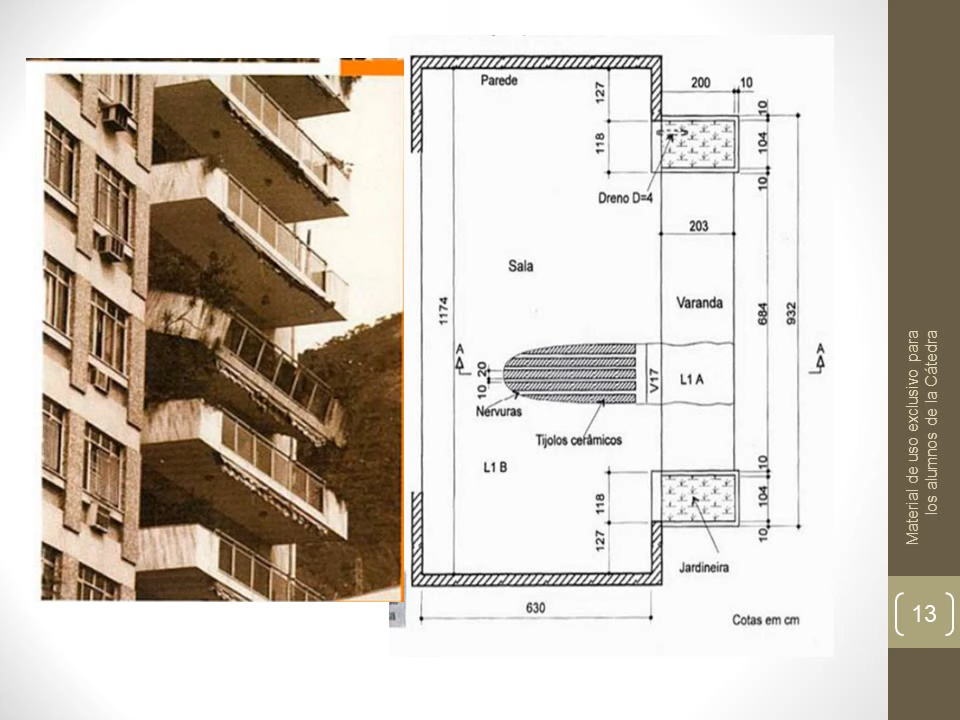 Parede
127
200
10
10
118
104
Dreno D=4
10
203
Sala
1174
Varanda
684
932
A
A
20
10
V17
L1 A
Nervuras
Tijolos cerâmicos
L1 B
10
118
104
127
10
Jardineira
630
Cotas em cm
Material de uso exclusivo para
los alumnos de la Cátedra
13